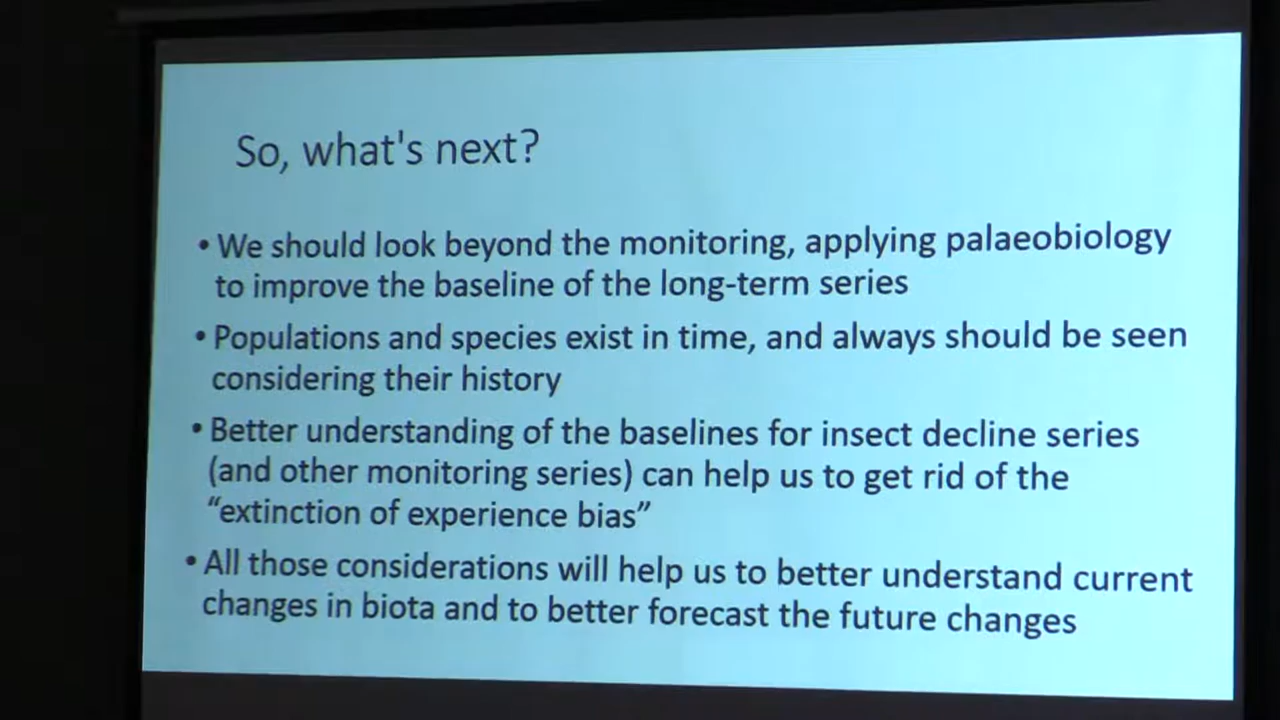 So, what's next?
• We should look beyond the monitoring, applying palaeobiology
to improve the baseline of the long-term series
• Populations and species exist in time, and always should be seen
considering their history
• Better understanding of the baselines for insect decline series
(and other monitoring series) can help us to get rid of the
“extinction of experience bias”
• All those considerations will help us to better understand current
changes in biota and to better forecast the future changes